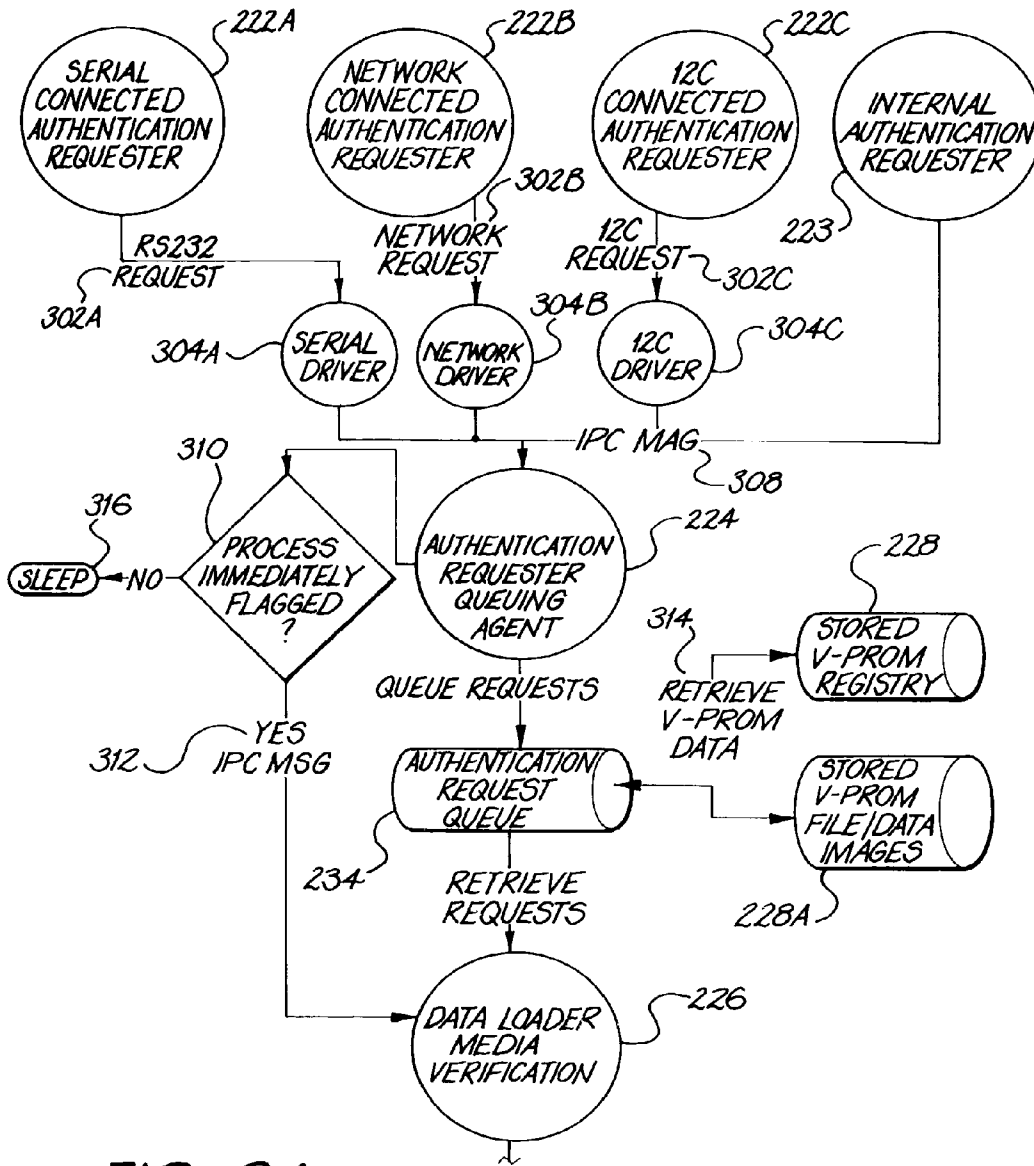 222A
222B
222C
SERIAL
CONNECTED
AUTHENTICATION
REQUESTER
NETWORK
CONNECTED
AUTHENTICATION
REQUESTER
12C
CONNECTED
AUTHENTICATION
REQUESTER
INTERNAL
AUTHENTICATION
REQUESTER
223
RS232
REQUEST
302A
NETWORK
REQUEST
302B
12C
REQUEST
302C
304A
SERIAL
DRIVER
NETWORK
DRIVER
304B
12C
DRIVER
304C
IPC MAG
308
310
316
SLEEP
NO
PROCESS
IMMEDIATELY
FLAGGED
?
AUTHENTICATION
REQUESTER
QUEUING
AGENT
224
228
STORED
V-PROM
REGISTRY
314
RETRIEVE
V-PROM
DATA
QUEUE REQUESTS
312
YES
IPC MSG
AUTHENTICATION
REQUEST
QUEUE
234
STORED
V-PROM
FILE/DATA
IMAGES
228A
RETRIEVE
REQUESTS
DATA LOADER
MEDIA
VERIFICATION
226